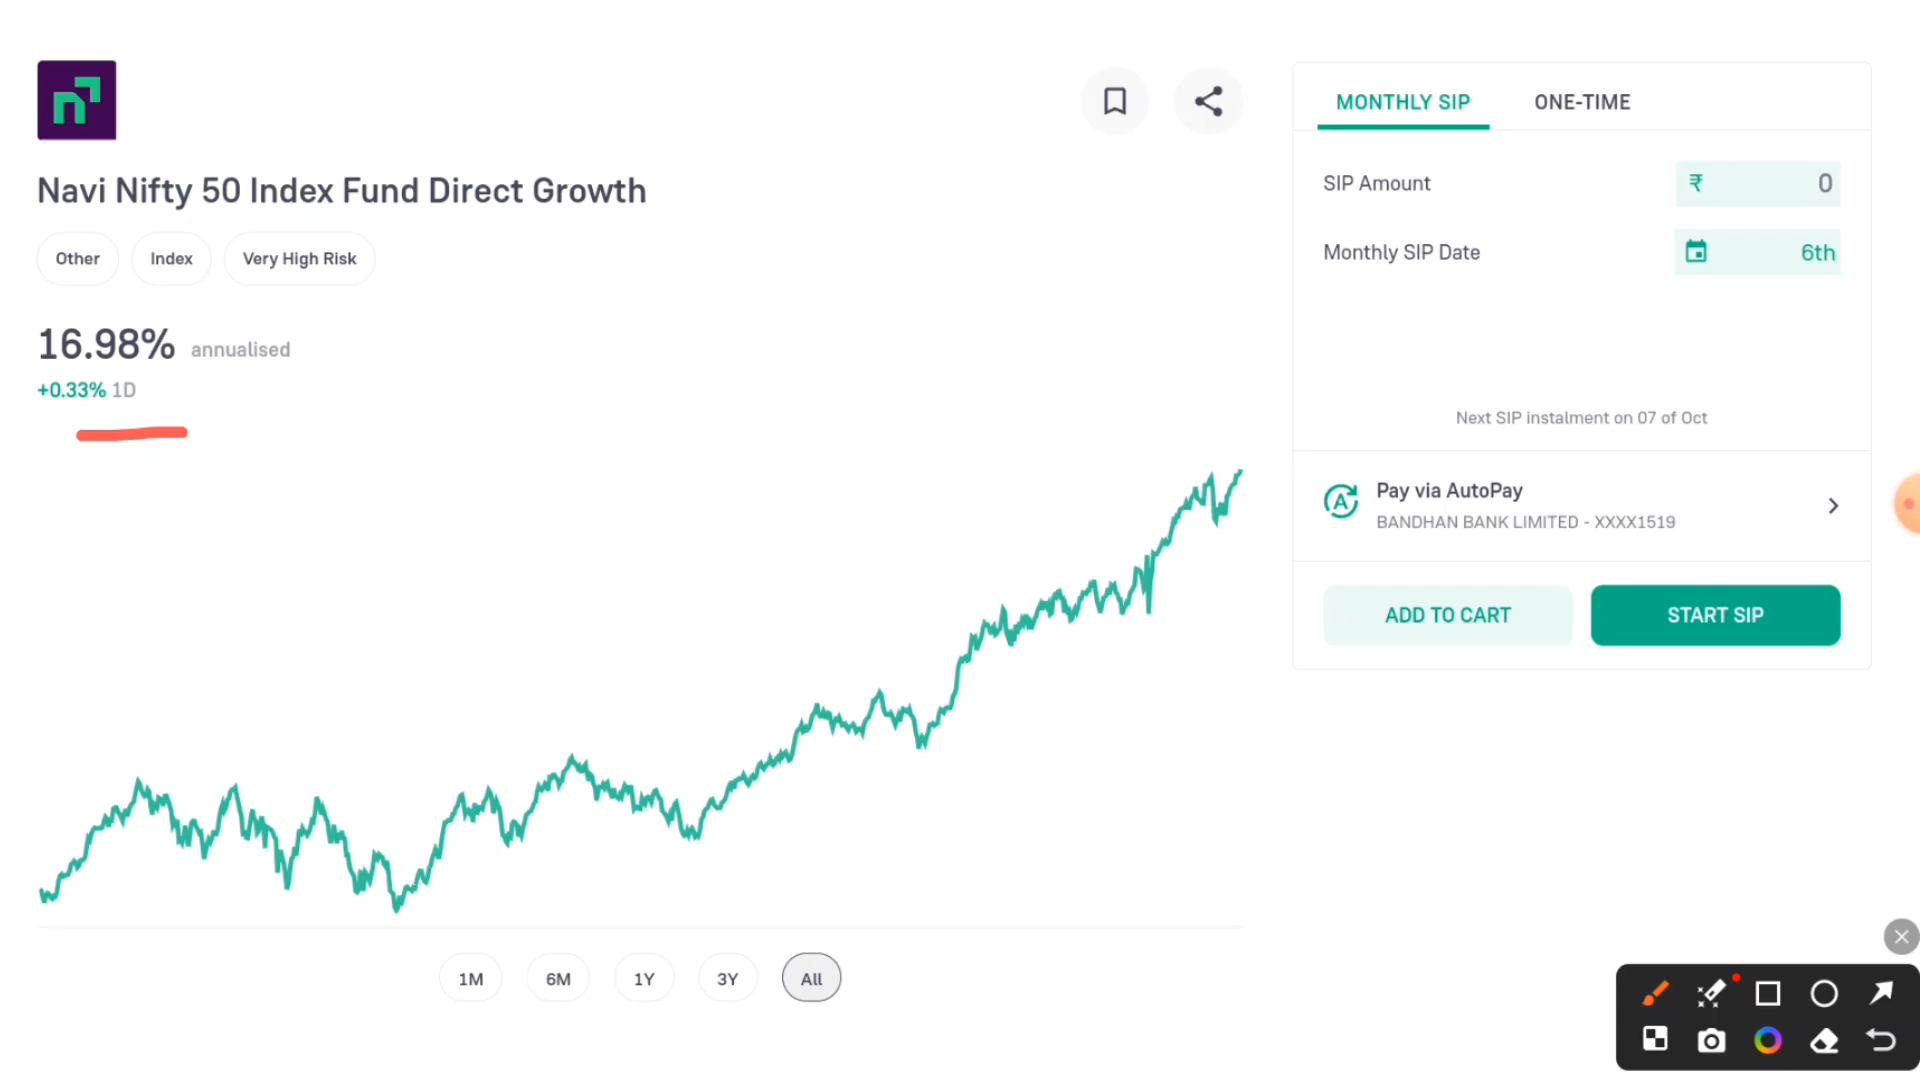 Navi Nifty 50 Index Fund Direct Growth
Other
Index
Very High Risk
16.98% annualised
+0.33% 1D
1M
6M
1Y
3Y
All
MONTHLY SIP
ONE-TIME
SIP Amount
₹ 0
Monthly SIP Date
6th
Next SIP instalment on 07 of Oct
Pay via AutoPay
BANDHAN BANK LIMITED - XXXX1519
ADD TO CART
START SIP